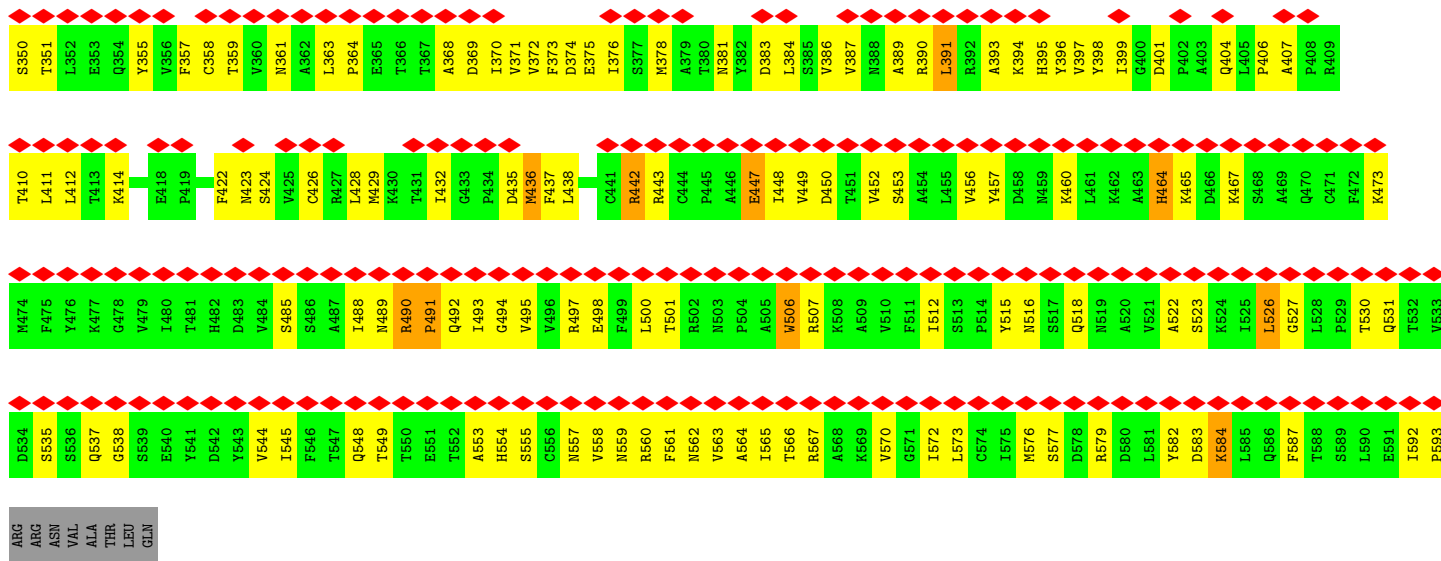 S350 T351 L352 E353 Q354 Y355 V356 F357 C358 T359 V360 N361 A362 L363 P364 E365 T366 T367 A368 D369 I370 V371 V372 F373 D374 E375 I376 S377 M378 A379 T380 N381 Y382 D383 L384 S385 V386 V387 N388 A389 R390 L391 R392 A393 K394 H395 Y396 V397 Y398 I399 G400 D401 P402 A403 Q404 L405 P406 A407 P408 R409
T410 L411 L412 T413 K414 E418 P419 F422 N423 S424 V425 C426 R427 L428 M429 K430 T431 I432 G433 P434 D435 M436 F437 L438 C441 R442 R443 C444 P445 A446 E447 I448 V449 D450 T451 V452 S453 A454 L455 V456 Y457 D458 N459 K460 L461 K462 A463 H464 K465 D466 K467 S468 A469 Q470 C471 F472 K473
M474 F475 Y476 K477 G478 V479 I480 T481 H482 D483 V484 S485 S486 A487 I488 N489 R490 P491 Q492 I493 G494 V495 V496 R497 E498 F499 L500 T501 R502 N503 P504 A505 W506 R507 K508 A509 V510 F511 I512 S513 P514 Y515 N516 S517 Q518 N519 A520 V521 A522 S523 K524 I525 L526 G527 L528 P529 T530 Q531 T532 V533
D534 S535 S536 Q537 G538 S539 E540 Y541 D542 Y543 V544 I545 F546 T547 Q548 T549 T550 E551 T552 A553 H554 S555 C556 N557 V558 N559 R560 F561 N562 V563 A564 I565 T566 R567 A568 K569 V570 G571 I572 L573 C574 I575 M576 S577 D578 R579 D580 L581 Y582 D583 K584 L585 Q586 F587 T588 S589 L590 E591 I592 P593
ARG ARG ASN VAL ALA THR LEU GLN